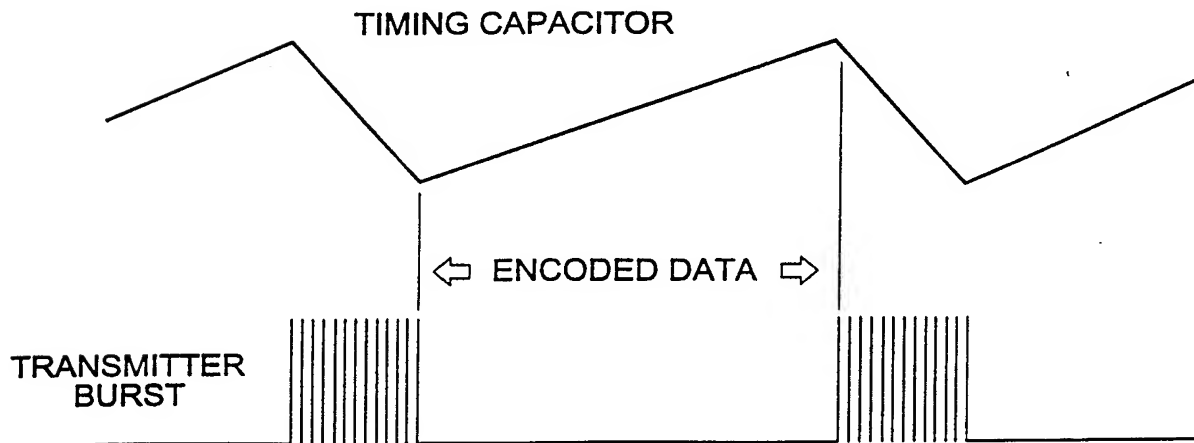 TIMING CAPACITOR
ENCODED DATA
TRANSMITTER
BURST